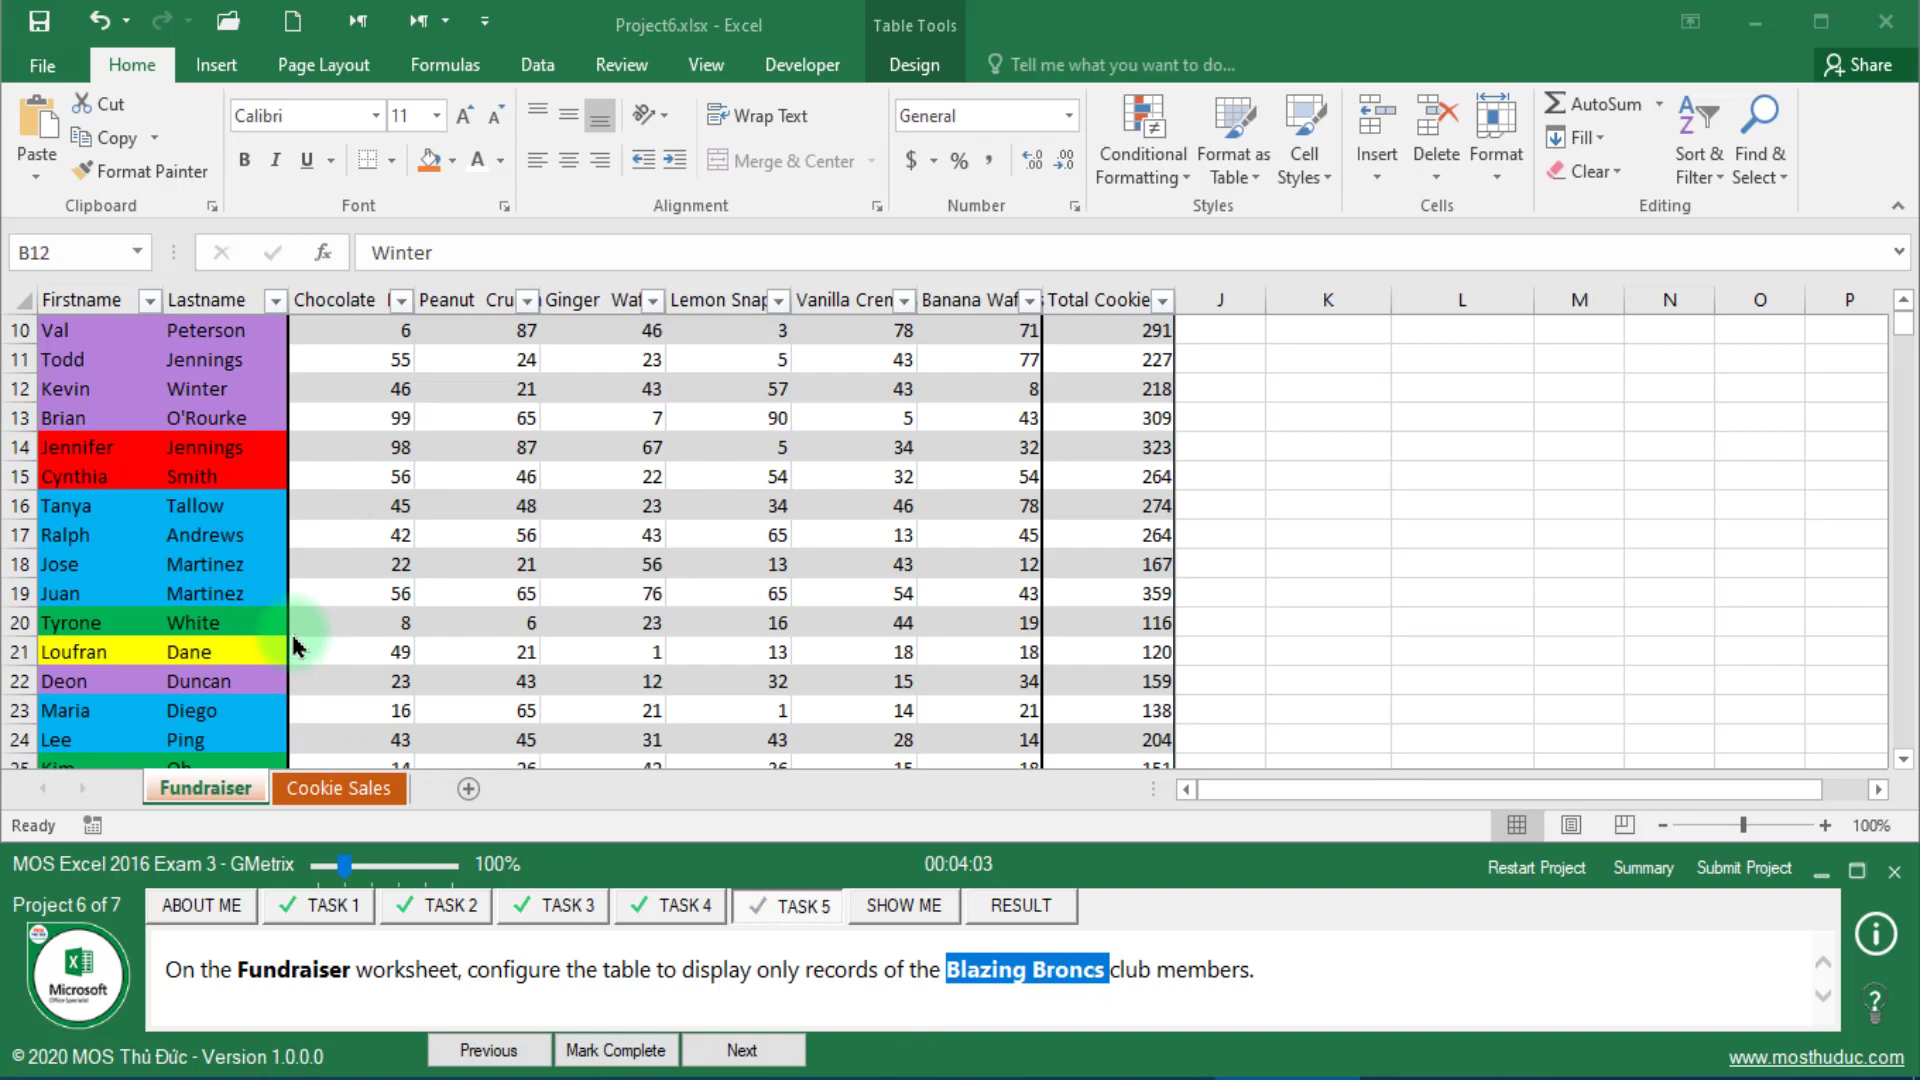 Project6.xlsx - Excel
Table Tools
File
Home
Insert
Page Layout
Formulas
Data
Review
View
Developer
Design
Tell me what you want to do...
Share
Paste
Cut
Copy
Format Painter
Clipboard
Calibri
11
B I U
Font
Wrap Text
Merge & Center
Alignment
General
$ %
Number
Conditional Formatting
Format as Table
Cell Styles
Styles
Insert
Delete
Format
Cells
AutoSum
Fill
Clear
Sort & Filter
Find & Select
Editing
B12
fx
Winter
Firstname Lastname Chocolate Peanut Cru Ginger Waf Lemon Snap Vanilla Crem Banana Waf Total Cookie J K L M N O P
10 Val Peterson 6 87 46 3 78 71 291
11 Todd Jennings 55 24 23 5 43 77 227
12 Kevin Winter 46 21 43 57 43 8 218
13 Brian O'Rourke 99 65 7 90 5 43 309
14 Jennifer Jennings 98 87 67 5 34 32 323
15 Cynthia Smith 56 46 22 54 32 54 264
16 Tanya Tallow 45 48 23 34 46 78 274
17 Ralph Andrews 42 56 43 65 13 45 264
18 Jose Martinez 22 21 56 13 43 12 167
19 Juan Martinez 56 65 76 65 54 43 359
20 Tyrone White 8 6 23 16 44 19 116
21 Loufran Dane 49 21 1 13 18 18 120
22 Deon Duncan 23 43 12 32 15 34 159
23 Maria Diego 16 65 21 1 14 21 138
24 Lee Ping 43 45 31 43 28 14 204
Fundraiser
Cookie Sales
Ready
100%
MOS Excel 2016 Exam 3 - GMetrix
100%
00:04:03
Restart Project
Summary
Submit Project
Project 6 of 7
ABOUT ME
TASK 1
TASK 2
TASK 3
TASK 4
TASK 5
SHOW ME
RESULT
Microsoft
On the Fundraiser worksheet, configure the table to display only records of the Blazing Broncs club members.
Previous
Mark Complete
Next
© 2020 MOS Thủ Đức - Version 1.0.0.0
www.mosthuduc.com